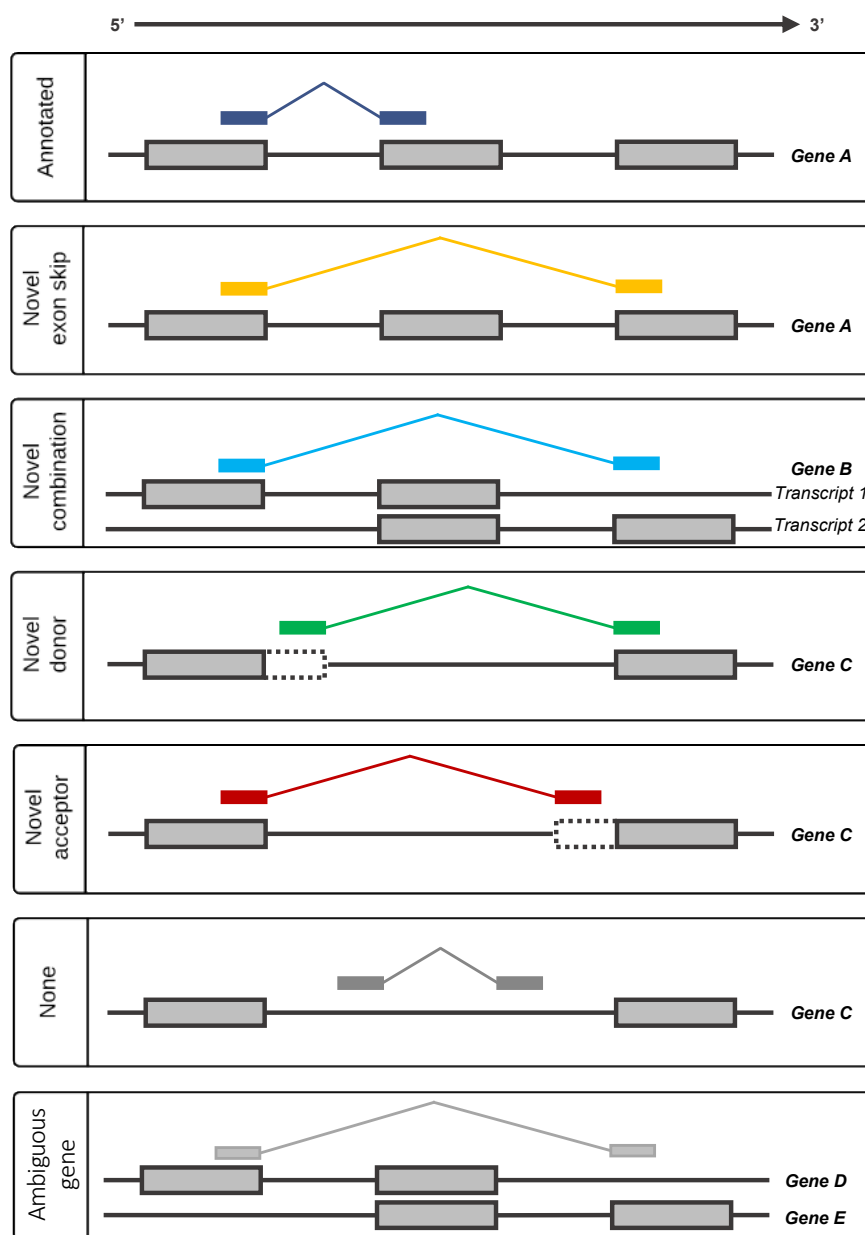 5’ 3’
Annotated
Gene A
Novel
exon skip
Gene A
Novel
combination
Gene B
Transcript 1
Transcript 2
Novel
donor
Gene C
Novel
acceptor
Gene C
None
Gene C
Ambiguous
gene
Gene D
Gene E